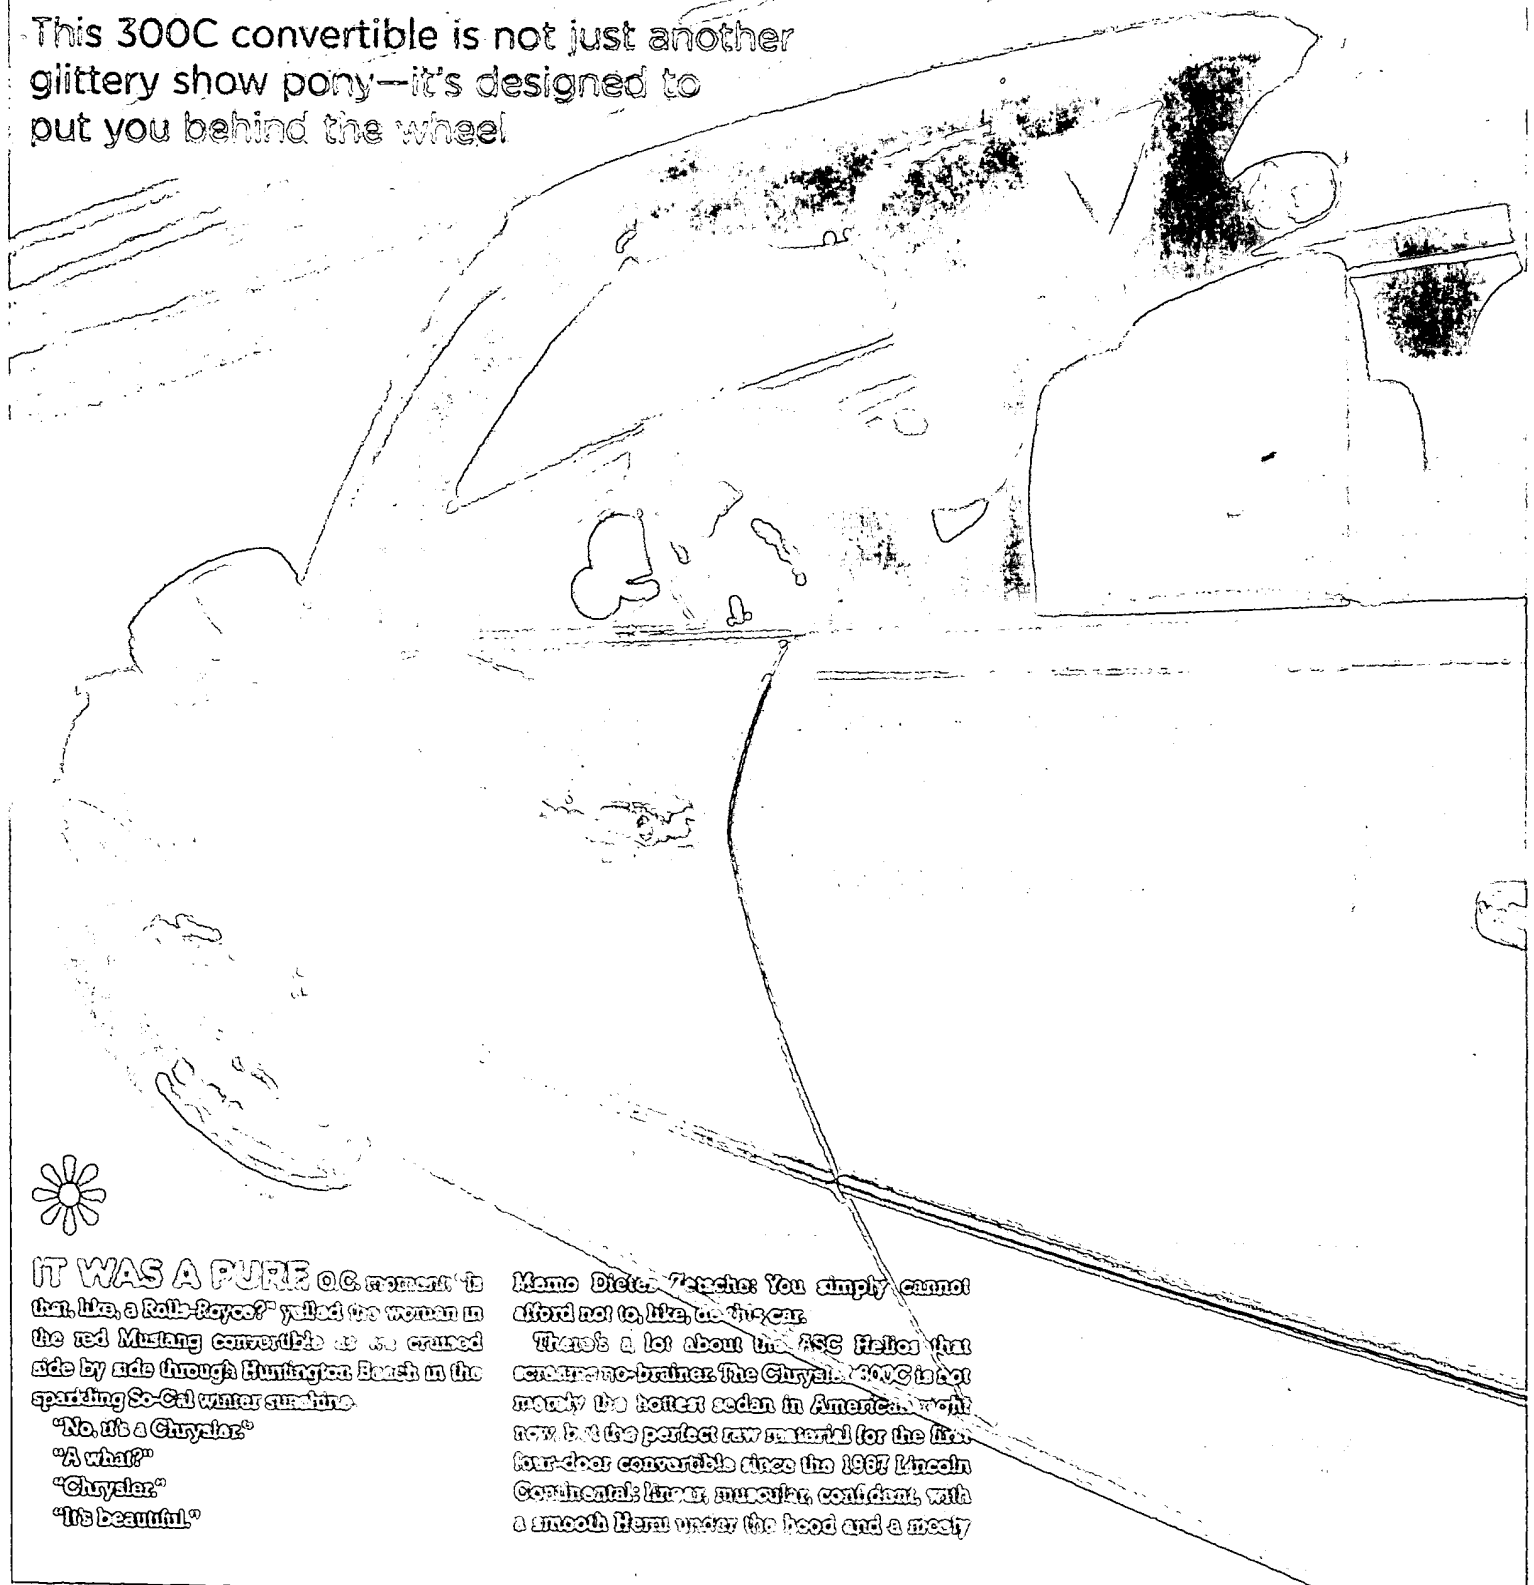 This 300C convertible is not just another
glittery show pony—it's designed to
put you behind the wheel
IT WAS A PURE O.C. moment: "Is
that, like, a Rolls-Royce?" yelled the woman in
the red Mustang convertible as we cruised
side by side through Huntington Beach in the
sparkling So-Cal winter sunshine.
"No, it's a Chrysler."
"A what?"
"Chrysler."
"It's beautiful."
Memo Dieter Zetsche: You simply cannot
afford not to, like, do this car.
There's a lot about the ASC Helios that
screams no-brainer. The Chrysler 300C is not
merely the hottest sedan in America right
now but the perfect raw material for the first
four-door convertible since the 1967 Lincoln
Continental: linear, muscular, confident, with
a smooth Hemi under the hood and a nicely